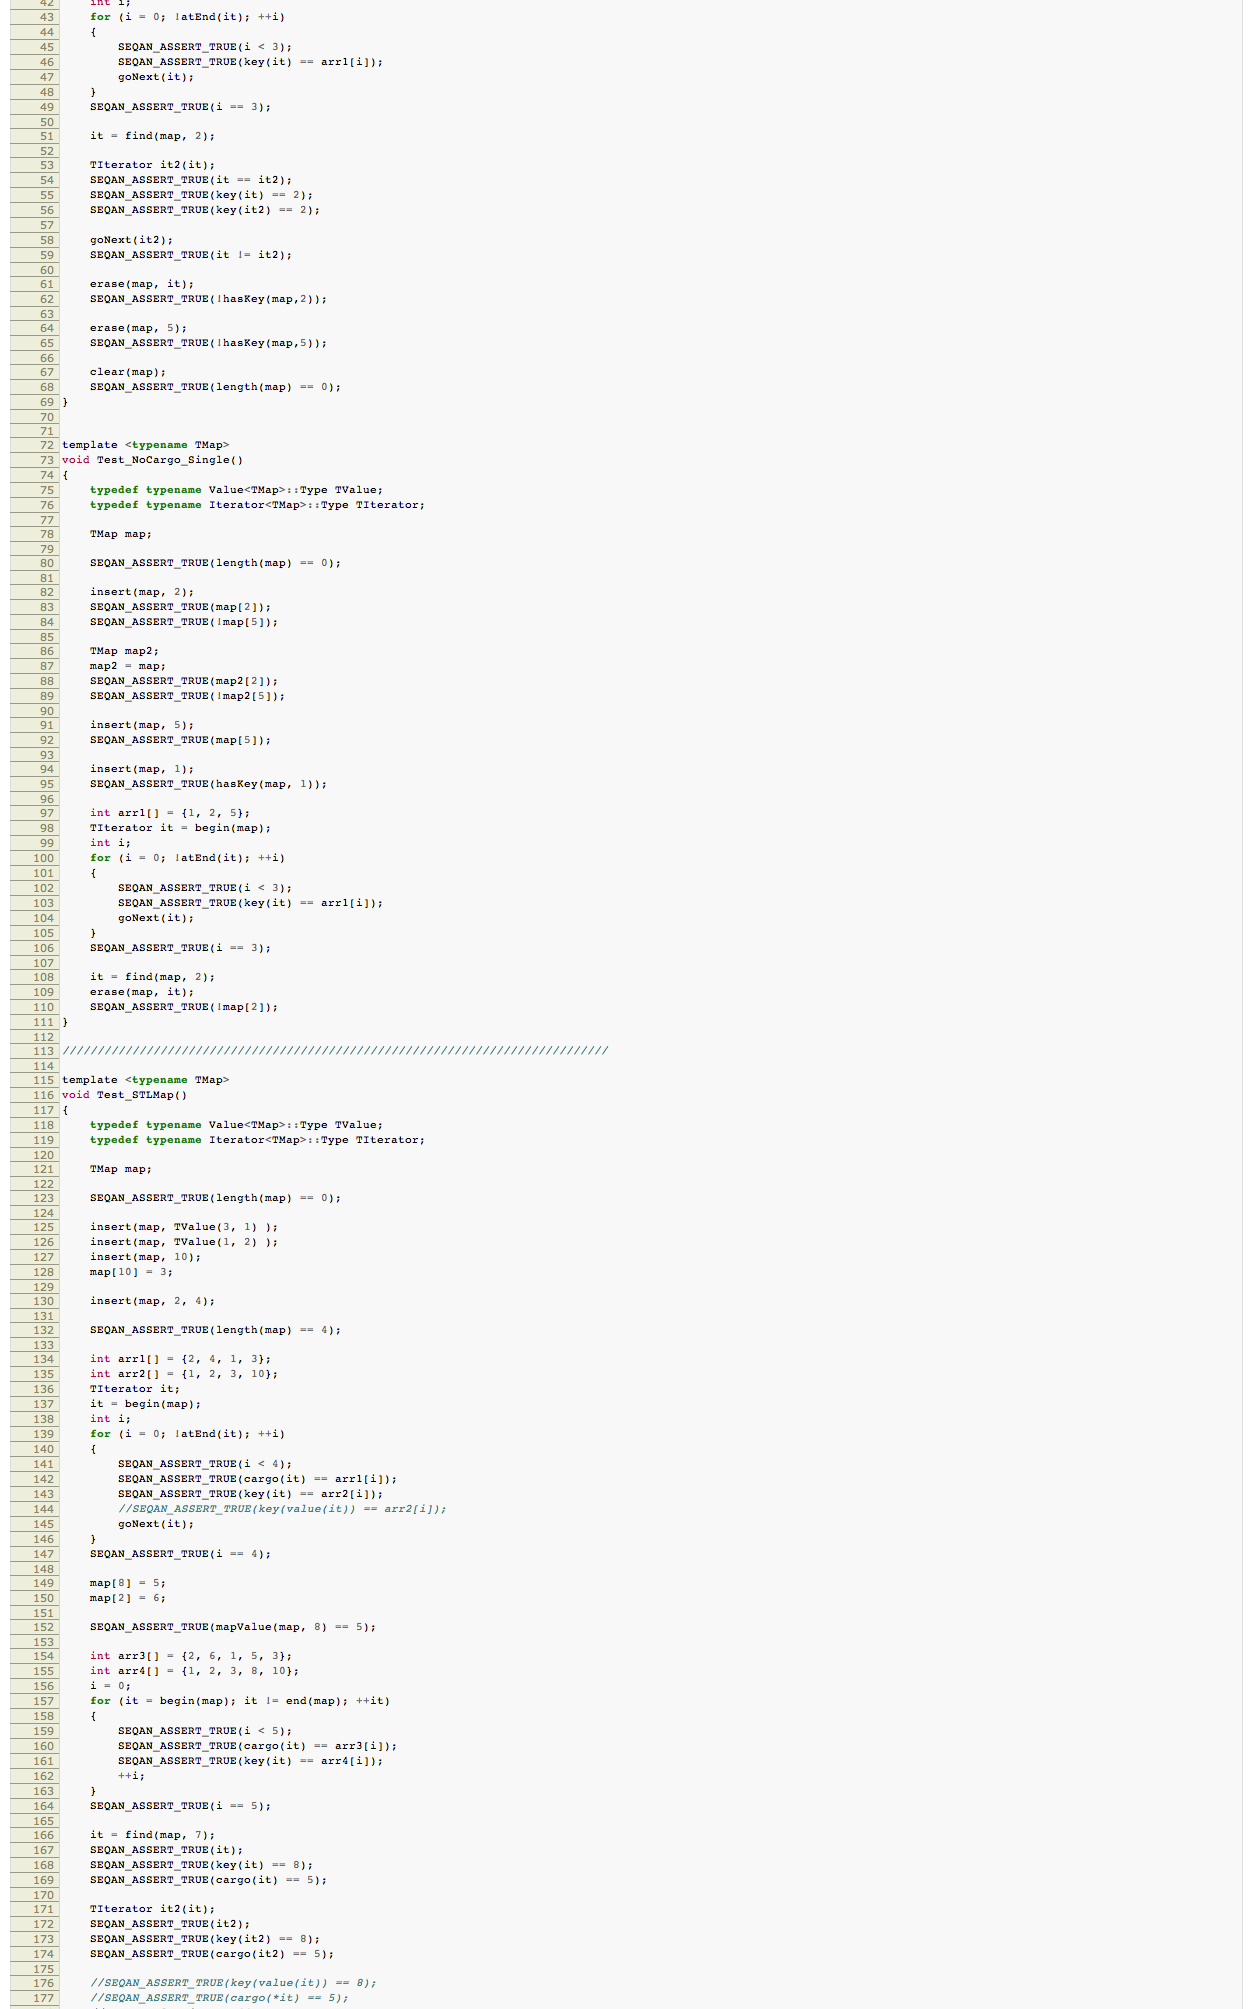 42     int i;
43     for (i = 0; !atEnd(it); ++i)
44     {
45         SEQAN_ASSERT_TRUE(i < 3);
46         SEQAN_ASSERT_TRUE(key(it) == arr1[i]);
47         goNext(it);
48     }
49     SEQAN_ASSERT_TRUE(i == 3);
50
51     it = find(map, 2);
52
53     TIterator it2(it);
54     SEQAN_ASSERT_TRUE(it == it2);
55     SEQAN_ASSERT_TRUE(key(it) == 2);
56     SEQAN_ASSERT_TRUE(key(it2) == 2);
57
58     goNext(it2);
59     SEQAN_ASSERT_TRUE(it != it2);
60
61     erase(map, it);
62     SEQAN_ASSERT_TRUE(!hasKey(map,2));
63
64     erase(map, 5);
65     SEQAN_ASSERT_TRUE(!hasKey(map,5));
66
67     clear(map);
68     SEQAN_ASSERT_TRUE(length(map) == 0);
69 }
70
71
72 template <typename TMap>
73 void Test_NoCargo_Single()
74 {
75     typedef typename Value<TMap>::Type TValue;
76     typedef typename Iterator<TMap>::Type TIterator;
77
78     TMap map;
79
80     SEQAN_ASSERT_TRUE(length(map) == 0);
81
82     insert(map, 2);
83     SEQAN_ASSERT_TRUE(map[2]);
84     SEQAN_ASSERT_TRUE(!map[5]);
85
86     TMap map2;
87     map2 = map;
88     SEQAN_ASSERT_TRUE(map2[2]);
89     SEQAN_ASSERT_TRUE(!map2[5]);
90
91     insert(map, 5);
92     SEQAN_ASSERT_TRUE(map[5]);
93
94     insert(map, 1);
95     SEQAN_ASSERT_TRUE(hasKey(map, 1));
96
97     int arr1[] = {1, 2, 5};
98     TIterator it = begin(map);
99     int i;
100     for (i = 0; !atEnd(it); ++i)
101     {
102         SEQAN_ASSERT_TRUE(i < 3);
103         SEQAN_ASSERT_TRUE(key(it) == arr1[i]);
104         goNext(it);
105     }
106     SEQAN_ASSERT_TRUE(i == 3);
107
108     it = find(map, 2);
109     erase(map, it);
110     SEQAN_ASSERT_TRUE(!map[2]);
111 }
112
113 //////////////////////////////////////////////////////////////////////////////
114
115 template <typename TMap>
116 void Test_STLMap()
117 {
118     typedef typename Value<TMap>::Type TValue;
119     typedef typename Iterator<TMap>::Type TIterator;
120
121     TMap map;
122
123     SEQAN_ASSERT_TRUE(length(map) == 0);
124
125     insert(map, TValue(3, 1) );
126     insert(map, TValue(1, 2) );
127     insert(map, 10);
128     map[10] = 3;
129
130     insert(map, 2, 4);
131
132     SEQAN_ASSERT_TRUE(length(map) == 4);
133
134     int arr1[] = {2, 4, 1, 3};
135     int arr2[] = {1, 2, 3, 10};
136     TIterator it;
137     it = begin(map);
138     int i;
139     for (i = 0; !atEnd(it); ++i)
140     {
141         SEQAN_ASSERT_TRUE(i < 4);
142         SEQAN_ASSERT_TRUE(cargo(it) == arr1[i]);
143         SEQAN_ASSERT_TRUE(key(it) == arr2[i]);
144         //SEQAN_ASSERT_TRUE(key(value(it)) == arr2[i]);
145         goNext(it);
146     }
147     SEQAN_ASSERT_TRUE(i == 4);
148
149     map[8] = 5;
150     map[2] = 6;
151
152     SEQAN_ASSERT_TRUE(mapValue(map, 8) == 5);
153
154     int arr3[] = {2, 6, 1, 5, 3};
155     int arr4[] = {1, 2, 3, 8, 10};
156     i = 0;
157     for (it = begin(map); it != end(map); ++it)
158     {
159         SEQAN_ASSERT_TRUE(i < 5);
160         SEQAN_ASSERT_TRUE(cargo(it) == arr3[i]);
161         SEQAN_ASSERT_TRUE(key(it) == arr4[i]);
162         ++i;
163     }
164     SEQAN_ASSERT_TRUE(i == 5);
165
166     it = find(map, 7);
167     SEQAN_ASSERT_TRUE(it);
168     SEQAN_ASSERT_TRUE(key(it) == 8);
169     SEQAN_ASSERT_TRUE(cargo(it) == 5);
170
171     TIterator it2(it);
172     SEQAN_ASSERT_TRUE(it2);
173     SEQAN_ASSERT_TRUE(key(it2) == 8);
174     SEQAN_ASSERT_TRUE(cargo(it2) == 5);
175
176     //SEQAN_ASSERT_TRUE(key(value(it)) == 8);
177     //SEQAN_ASSERT_TRUE(cargo(*it) == 5);